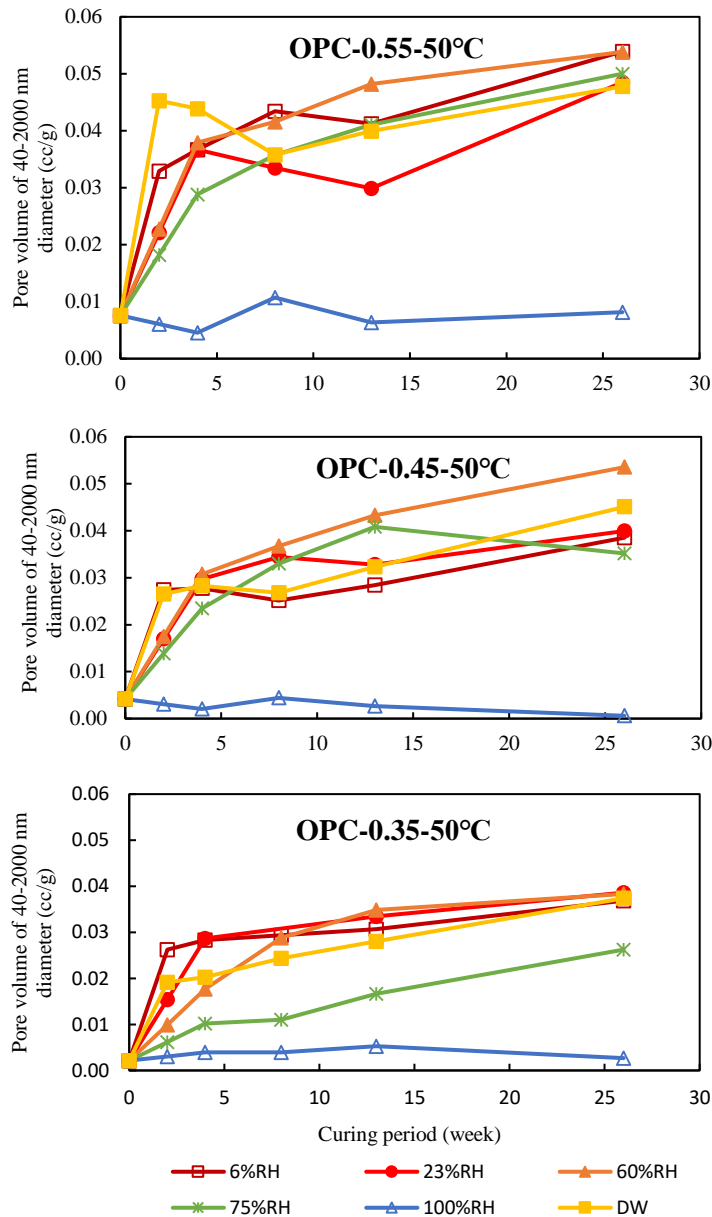 OPC-0.55-50°C
Pore volume of 40-2000 nm
diameter (cc/g)
0.06
0.05
0.04
0.03
0.02
0.01
0.00
0 5 10 15 20 25 30
OPC-0.45-50°C
Pore volume of 40-2000 nm
diameter (cc/g)
0.06
0.05
0.04
0.03
0.02
0.01
0.00
0 5 10 15 20 25 30
OPC-0.35-50°C
Pore volume of 40-2000 nm
diameter (cc/g)
0.06
0.05
0.04
0.03
0.02
0.01
0.00
0 5 10 15 20 25 30
Curing period (week)
6%RH 23%RH 60%RH
75%RH 100%RH DW